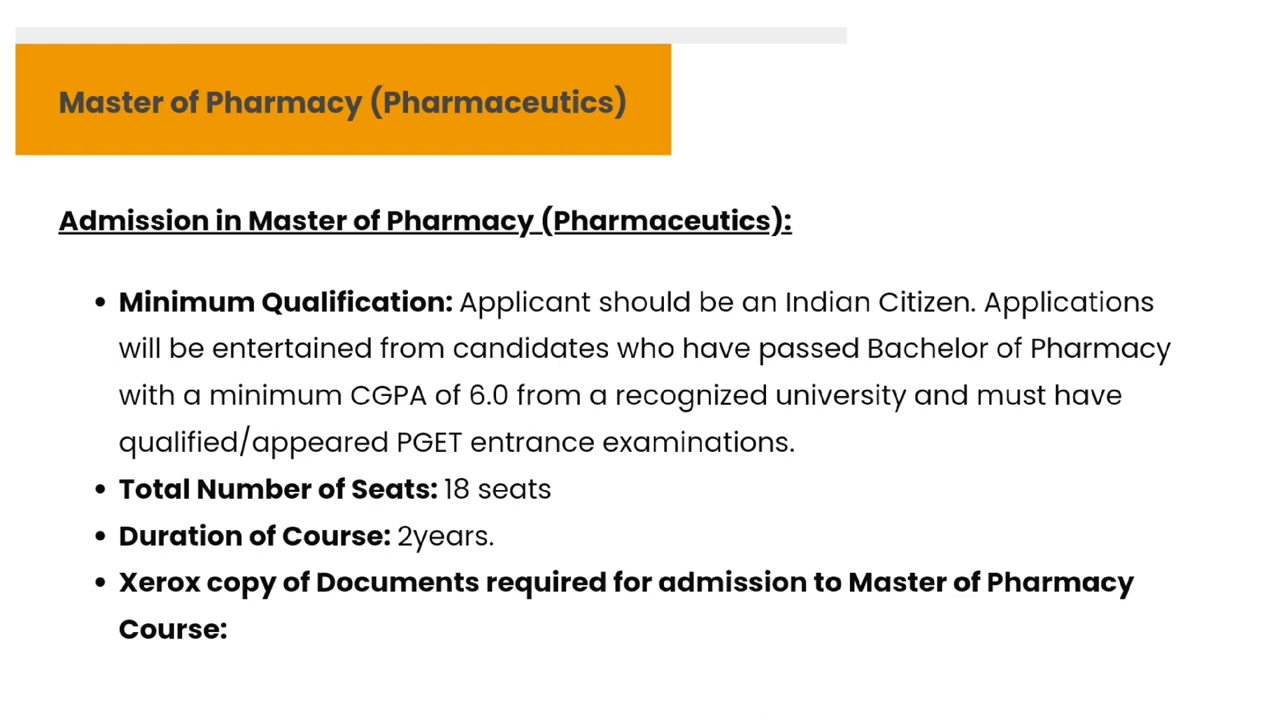 Master of Pharmacy (Pharmaceutics)
Admission in Master of Pharmacy (Pharmaceutics):
• Minimum Qualification: Applicant should be an Indian Citizen. Applications
will be entertained from candidates who have passed Bachelor of Pharmacy
with a minimum CGPA of 6.0 from a recognized university and must have
qualified/appeared PGET entrance examinations.
• Total Number of Seats: 18 seats
• Duration of Course: 2years.
• Xerox copy of Documents required for admission to Master of Pharmacy
Course: